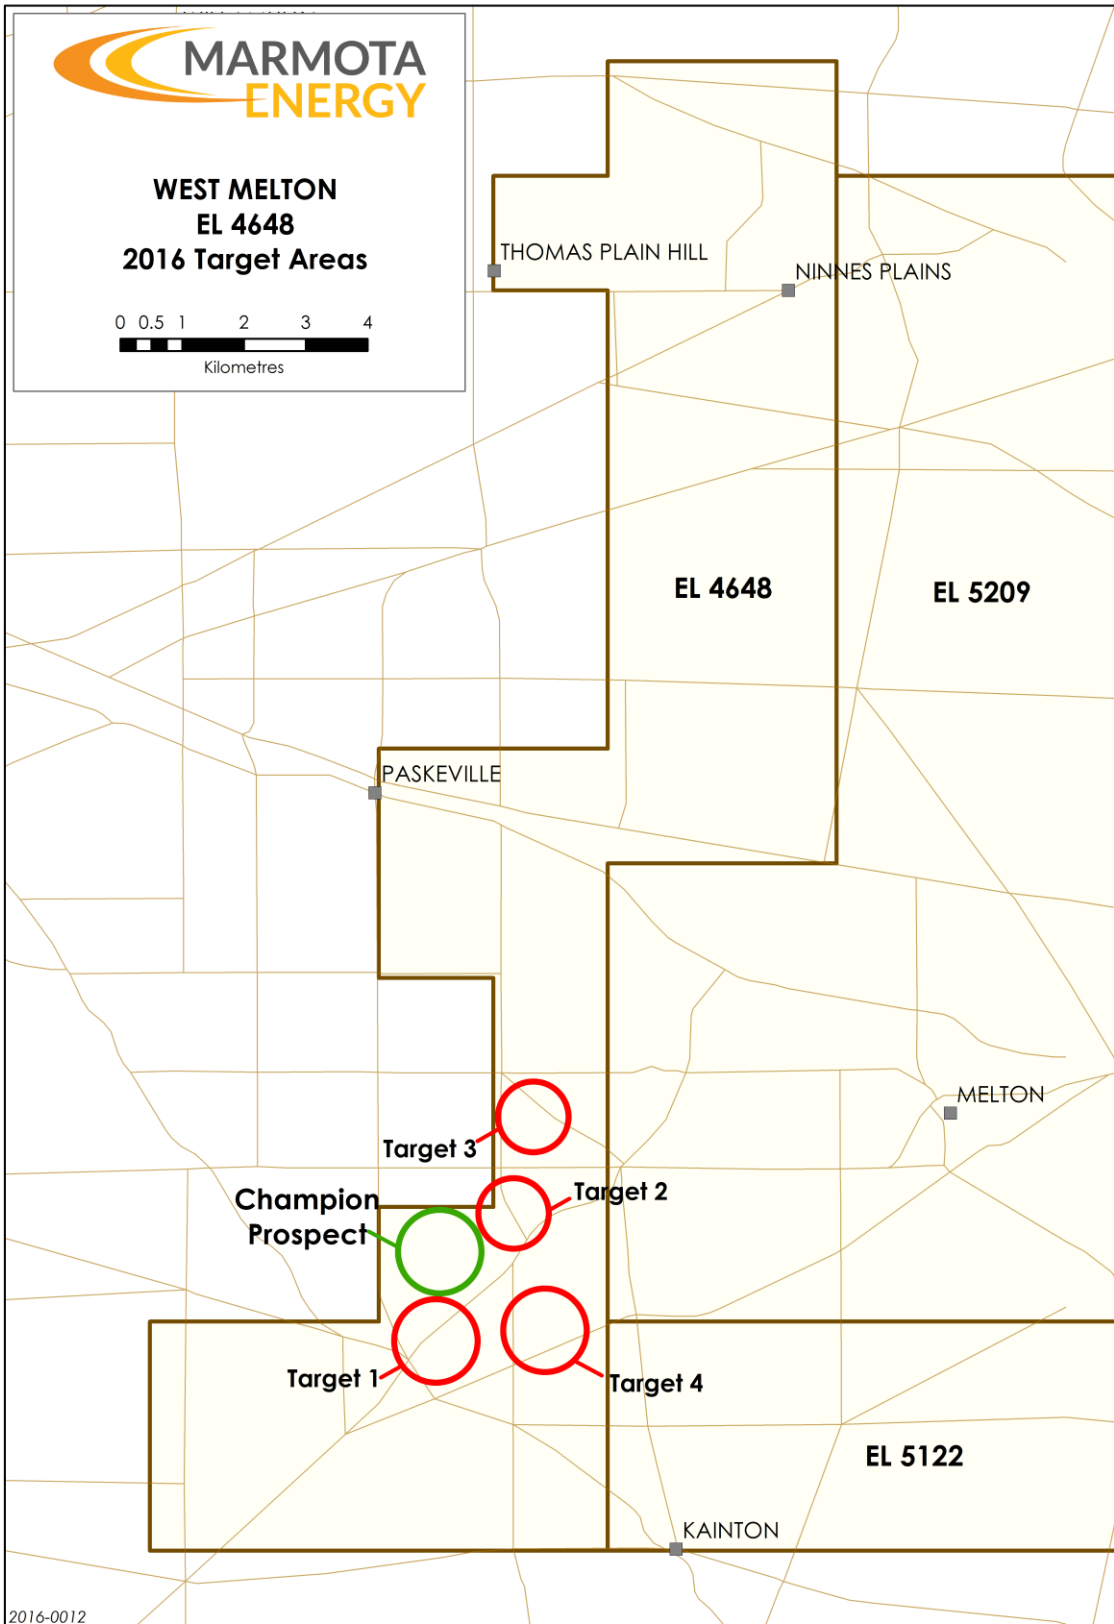 MARMOTA
ENERGY
WEST MELTON
EL 4648
2016 Target Areas
0 0.5 1 2 3 4
Kilometres
THOMAS PLAIN HILL
NINNES PLAINS
EL 4648
EL 5209
PASKEVILLE
MELTON
Target 3
Target 2
Champion
Prospect
Target 1
Target 4
EL 5122
KAINTON
2016-0012